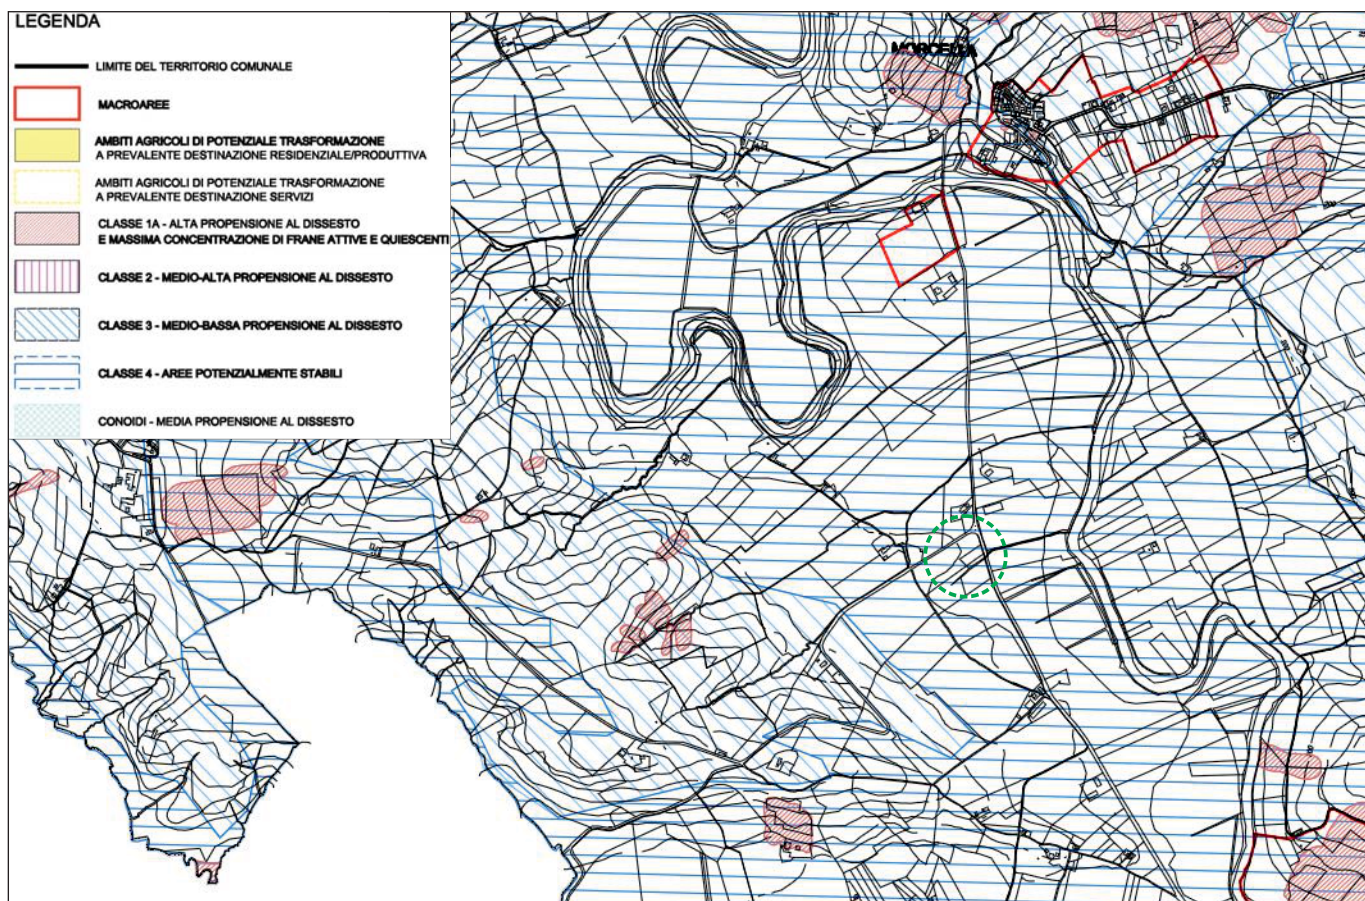 LEGENDA
LIMITE DEL TERRITORIO COMUNALE
MACROAREE
AMBITI AGRICOLI DI POTENZIALE TRASFORMAZIONE
A PREVALENTE DESTINAZIONE RESIDENZIALE/PRODUTTIVA
AMBITI AGRICOLI DI POTENZIALE TRASFORMAZIONE
A PREVALENTE DESTINAZIONE SERVIZI
CLASSE 1A - ALTA PROPENSIONE AL DISSESTO
E MASSIMA CONCENTRAZIONE DI FRANE ATTIVE E QUIESCENTI
CLASSE 2 - MEDIO-ALTA PROPENSIONE AL DISSESTO
CLASSE 3 - MEDIO-BASSA PROPENSIONE AL DISSESTO
CLASSE 4 - AREE POTENZIALMENTE STABILI
CONOIDI - MEDIA PROPENSIONE AL DISSESTO
MORCELLA